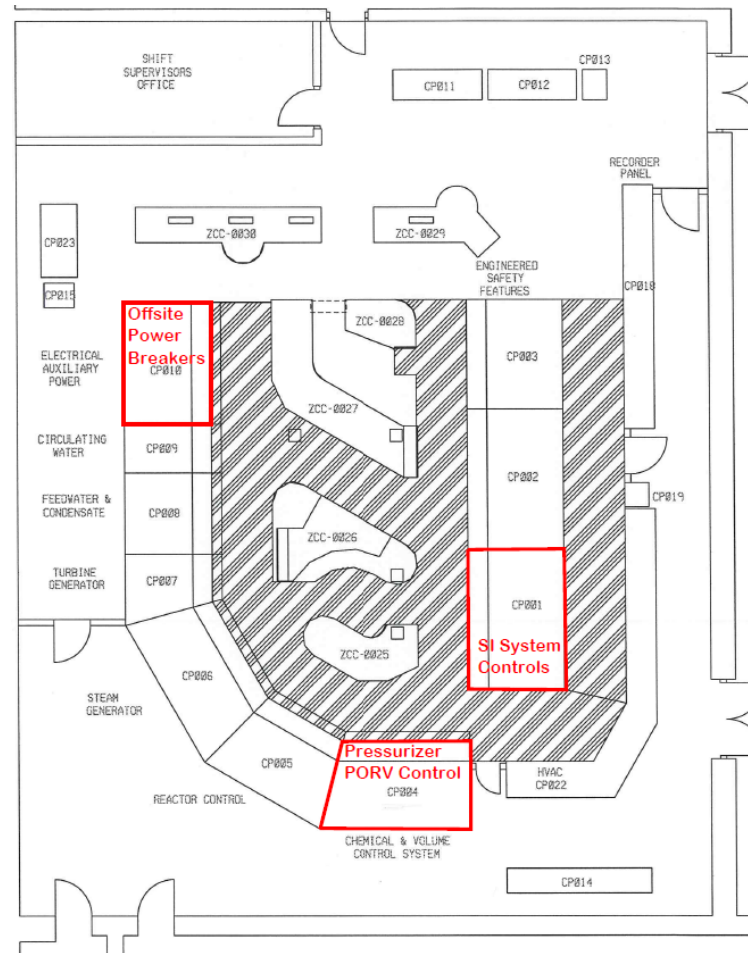 SHIFT
SUPERVISORS
OFFICE
CP011
CP012
CP013
RECORDER
PANEL
CP023
CP015
ZCC-0030
ZCC-0029
ENGINEERED
SAFETY
FEATURES
CP018
Offsite
Power
Breakers
CP010
ELECTRICAL
AUXILIARY
POWER
ZCC-0028
CP003
ZCC-0027
CIRCULATING
WATER
CP009
CP002
CP019
FEEDWATER &
CONDENSATE
CP008
ZCC-0026
TURBINE
GENERATOR
CP007
CP001
SI System
Controls
ZCC-0025
CP006
STEAM
GENERATOR
CP005
REACTOR CONTROL
Pressurizer
PORV Control
CP004
HVAC
CP022
CHEMICAL & VOLUME
CONTROL SYSTEM
CP014